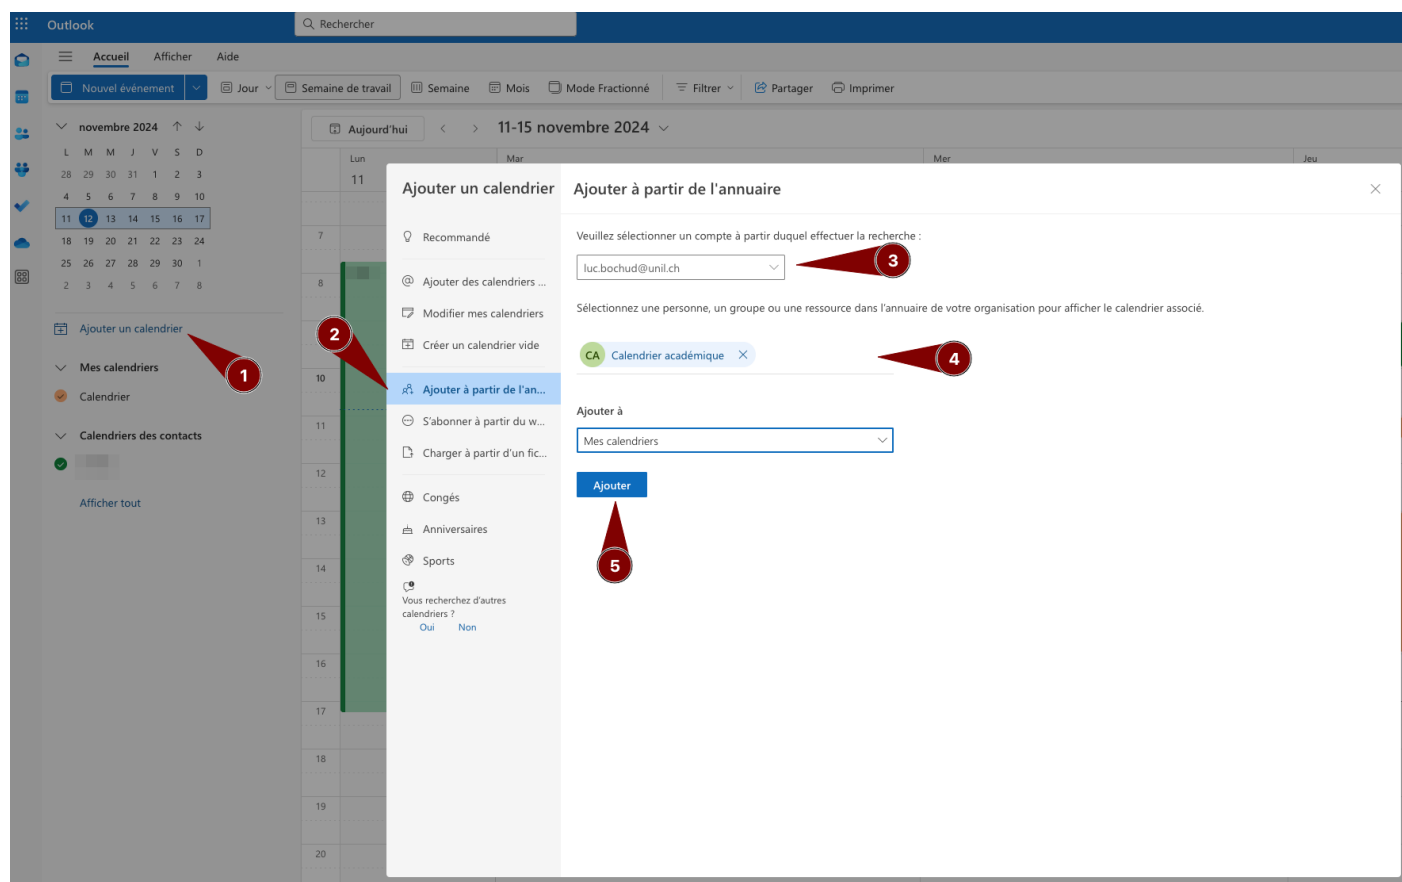 Outlook
Rechercher
Accueil Afficher Aide
Nouvel événement Jour Semaine de travail Semaine Mois Mode Fractionné Filtrer Partager Imprimer
novembre 2024
L M M J V S D
28 29 30 31 1 2 3
4 5 6 7 8 9 10
11 12 13 14 15 16 17
18 19 20 21 22 23 24
25 26 27 28 29 30 1
2 3 4 5 6 7 8
Ajouter un calendrier
1
Mes calendriers
Calendrier
Calendriers des contacts
Afficher tout
Aujourd'hui 11-15 novembre 2024
Lun Mar Mer Jeu
11
7
8
10
11
12
13
14
15
16
17
18
19
20
Ajouter un calendrier
Recommandé
Ajouter des calendriers ...
Modifier mes calendriers
2
Créer un calendrier vide
Ajouter à partir de l'an...
S'abonner à partir du w...
Charger à partir d'un fic...
Congés
Anniversaires
Sports
Vous recherchez d'autres
calendriers ?
Oui Non
Ajouter à partir de l'annuaire
Veuillez sélectionner un compte à partir duquel effectuer la recherche :
luc.bochud@unil.ch
3
Sélectionnez une personne, un groupe ou une ressource dans l'annuaire de votre organisation pour afficher le calendrier associé.
CA Calendrier académique
4
Ajouter à
Mes calendriers
Ajouter
5